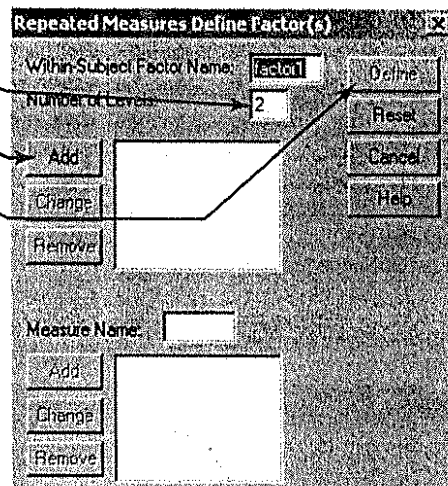 Repeated Measures Define Factor(s)
Within-Subject Factor Name: factor1
Define
Number of Levels: 2
Reset
Add
Cancel
Change
Help
Remove
Measure Name:
Add
Change
Remove